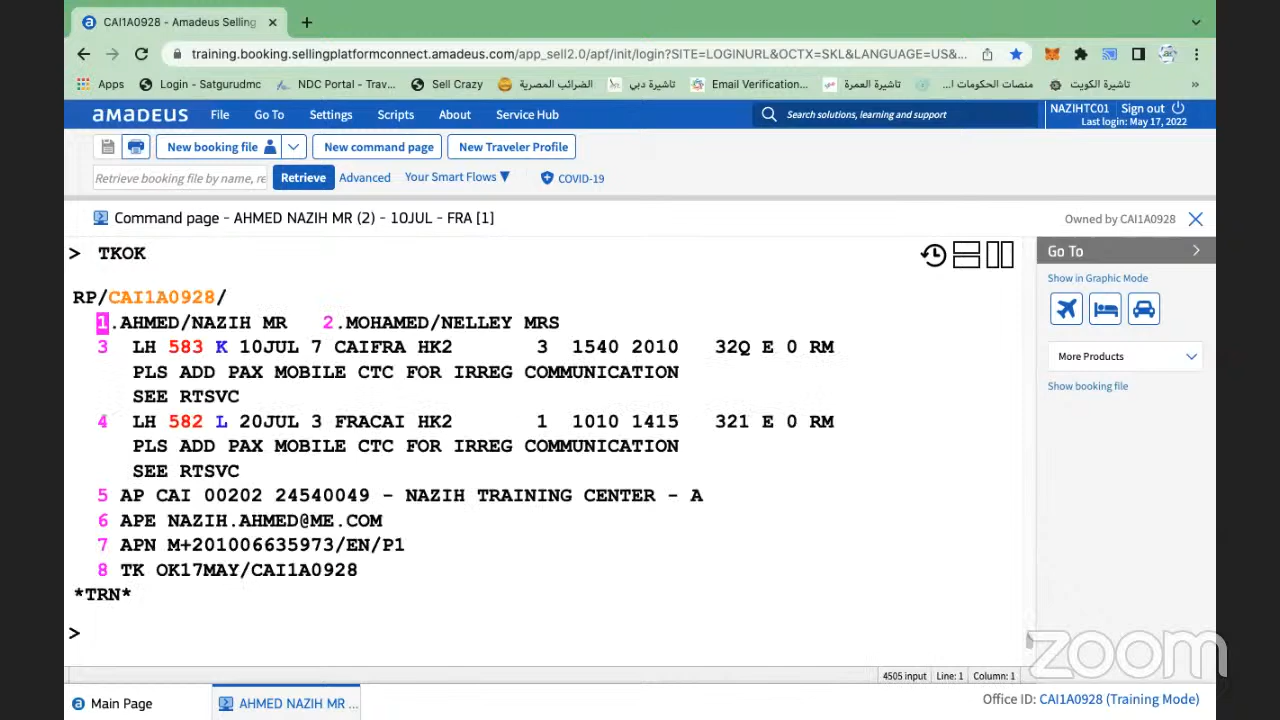 CAI1A0928 - Amadeus Selling
training.booking.sellingplatformconnect.amadeus.com/app_sell2.0/apf/init/login?SITE=LOGINURL&OCTX=SKL&LANGUAGE=US&...
Apps Login - Satgurudmc NDC Portal - Trav... Sell Crazy الضرائب المصرية تاشيرة دبي Email Verification... تاشيرة العمرة منصات الحكومات ا... تاشيرة الكويت »
amadeus File Go To Settings Scripts About Service Hub Search solutions, learning and support NAZIHTC01 Sign out
Last login: May 17, 2022
New booking file New command page New Traveler Profile
Retrieve booking file by name, re Retrieve Advanced Your Smart Flows COVID-19
Command page - AHMED NAZIH MR (2) - 10JUL - FRA [1] Owned by CAI1A0928
> TKOK
Go To
Show in Graphic Mode
More Products
Show booking file
RP/CAI1A0928/
1.AHMED/NAZIH MR 2.MOHAMED/NELLEY MRS
3 LH 583 K 10JUL 7 CAIFRA HK2 3 1540 2010 32Q E 0 RM
PLS ADD PAX MOBILE CTC FOR IRREG COMMUNICATION
SEE RTSVC
4 LH 582 L 20JUL 3 FRACAI HK2 1 1010 1415 321 E 0 RM
PLS ADD PAX MOBILE CTC FOR IRREG COMMUNICATION
SEE RTSVC
5 AP CAI 00202 24540049 - NAZIH TRAINING CENTER - A
6 APE NAZIH.AHMED@ME.COM
7 APN M+201006635973/EN/P1
8 TK OK17MAY/CAI1A0928
*TRN*
>
zoom
4505 input Line: 1 Column: 1
Main Page AHMED NAZIH MR ... Office ID: CAI1A0928 (Training Mode)